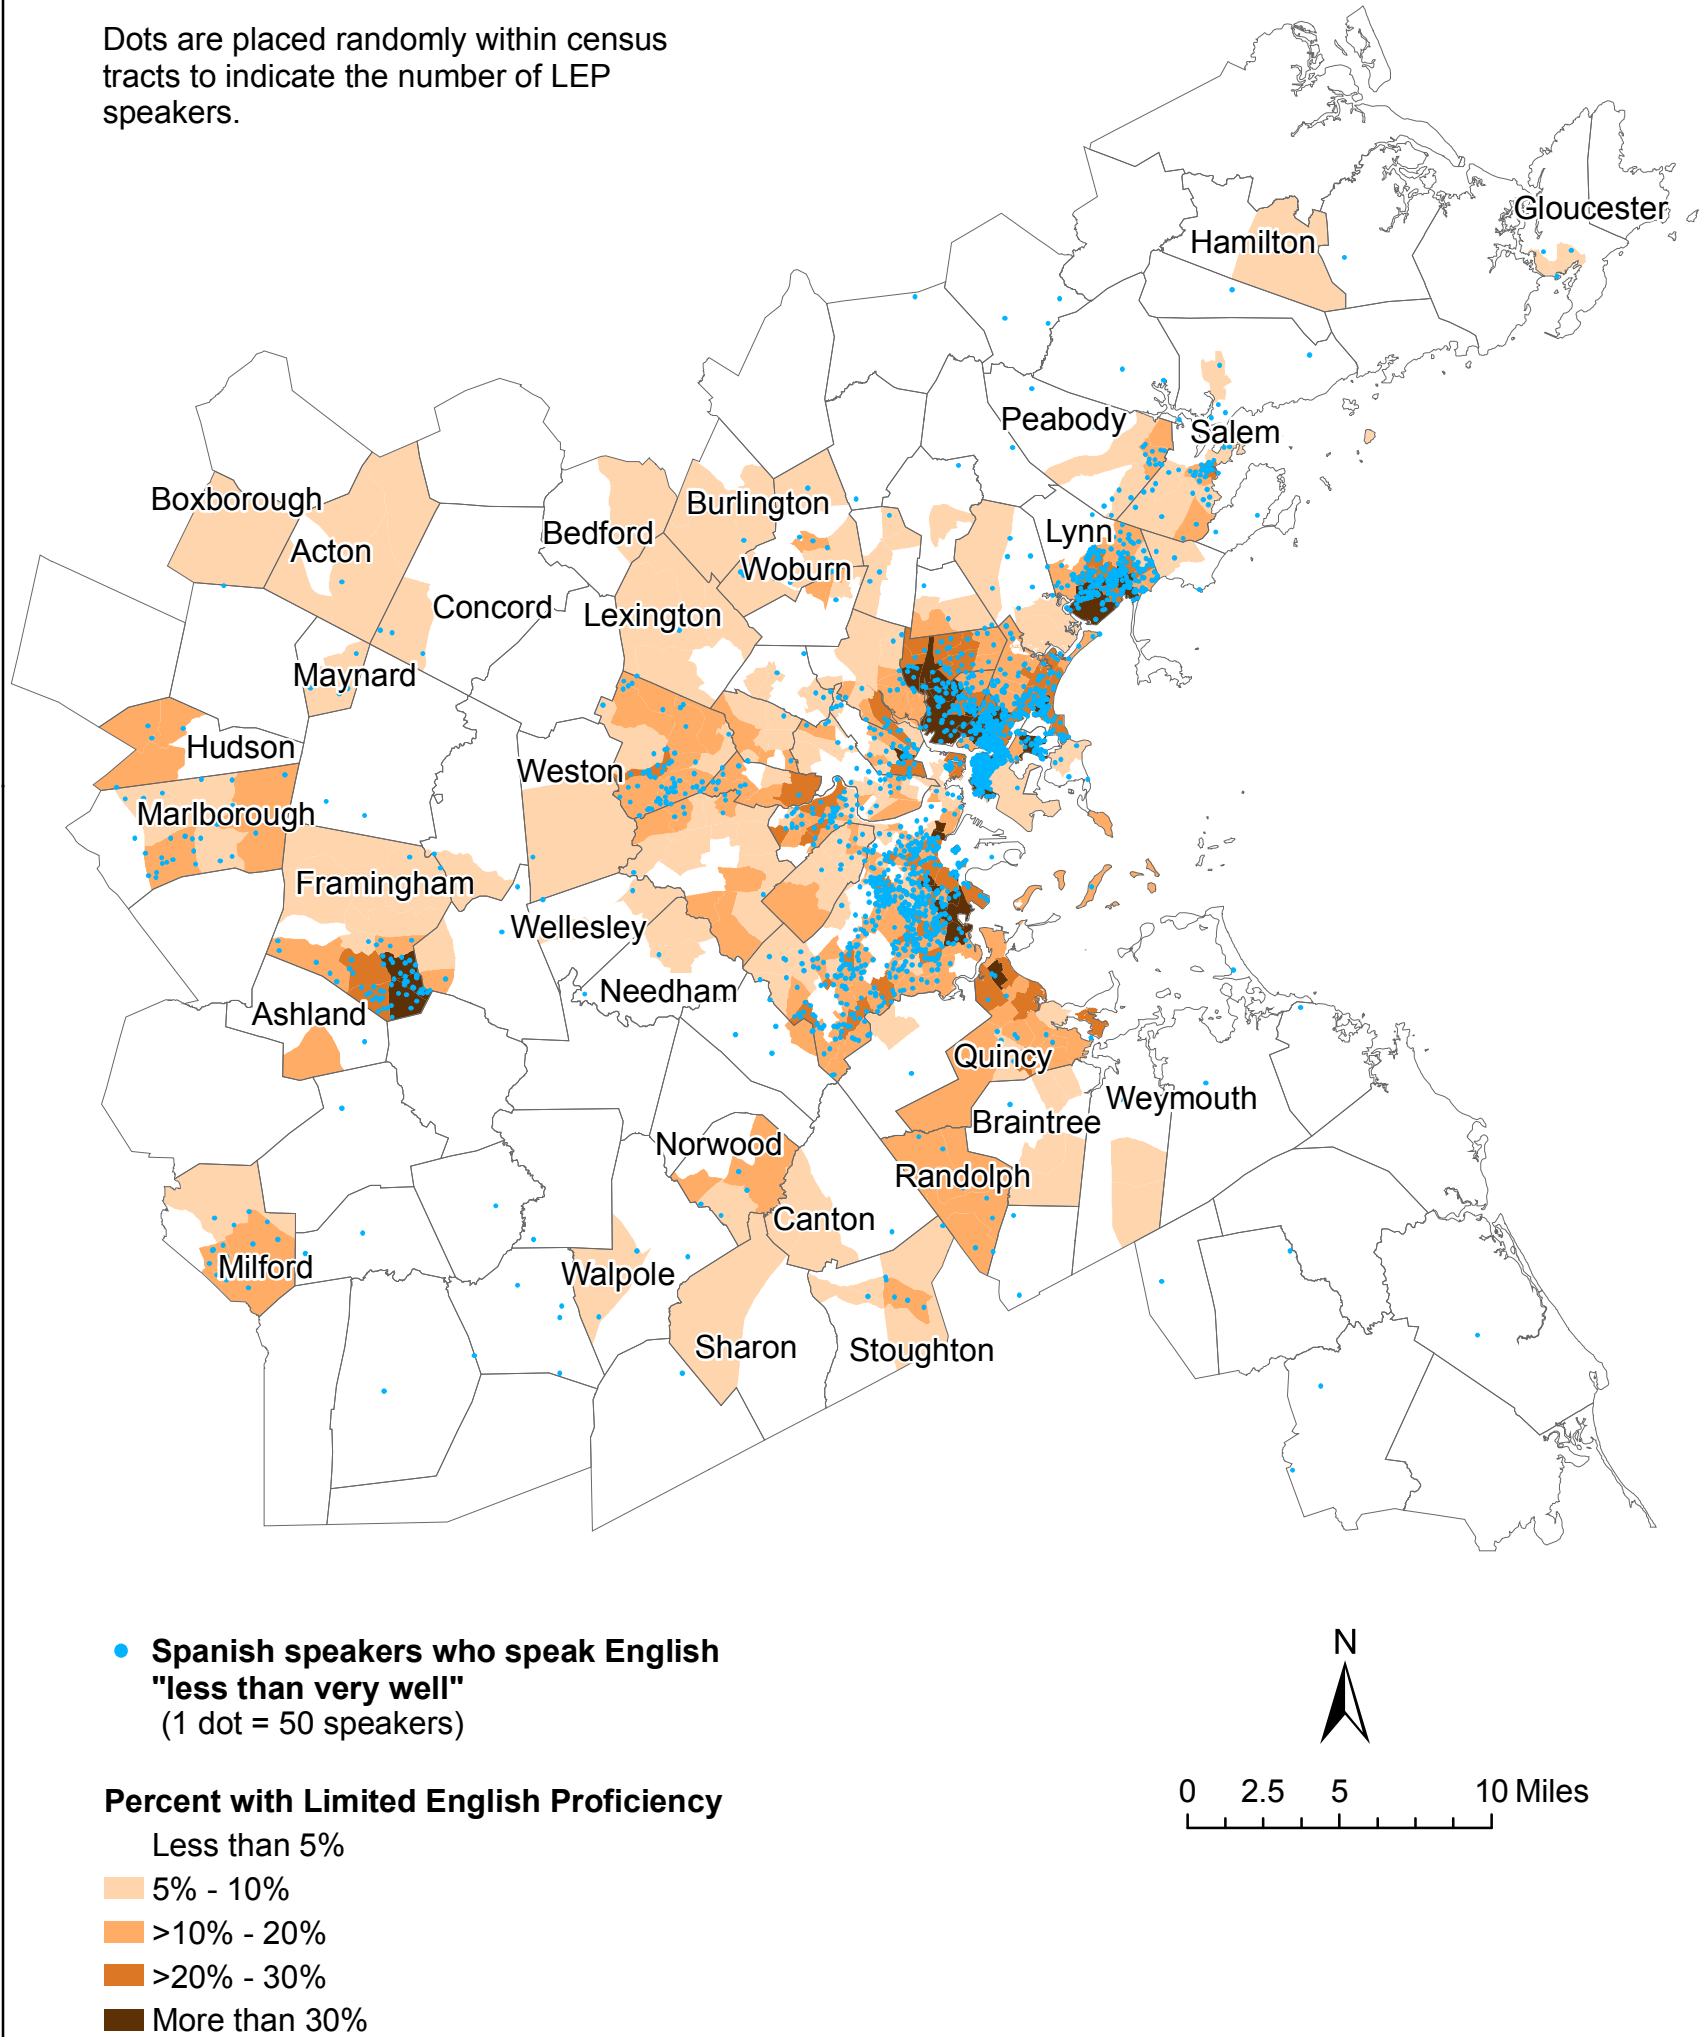 Dots are placed randomly within census
tracts to indicate the number of LEP
speakers.
Gloucester
Hamilton
Peabody
Salem
Boxborough
Burlington
Bedford
Lynn
Acton
Woburn
Concord
Lexington
Maynard
Hudson
Weston
Marlborough
Framingham
Wellesley
Needham
Ashland
Quincy
Weymouth
Braintree
Norwood
Randolph
Canton
Milford
Walpole
Sharon
Stoughton
Spanish speakers who speak English
"less than very well"
(1 dot = 50 speakers)
N
0 2.5 5 10 Miles
Percent with Limited English Proficiency
Less than 5%
5% - 10%
>10% - 20%
>20% - 30%
More than 30%